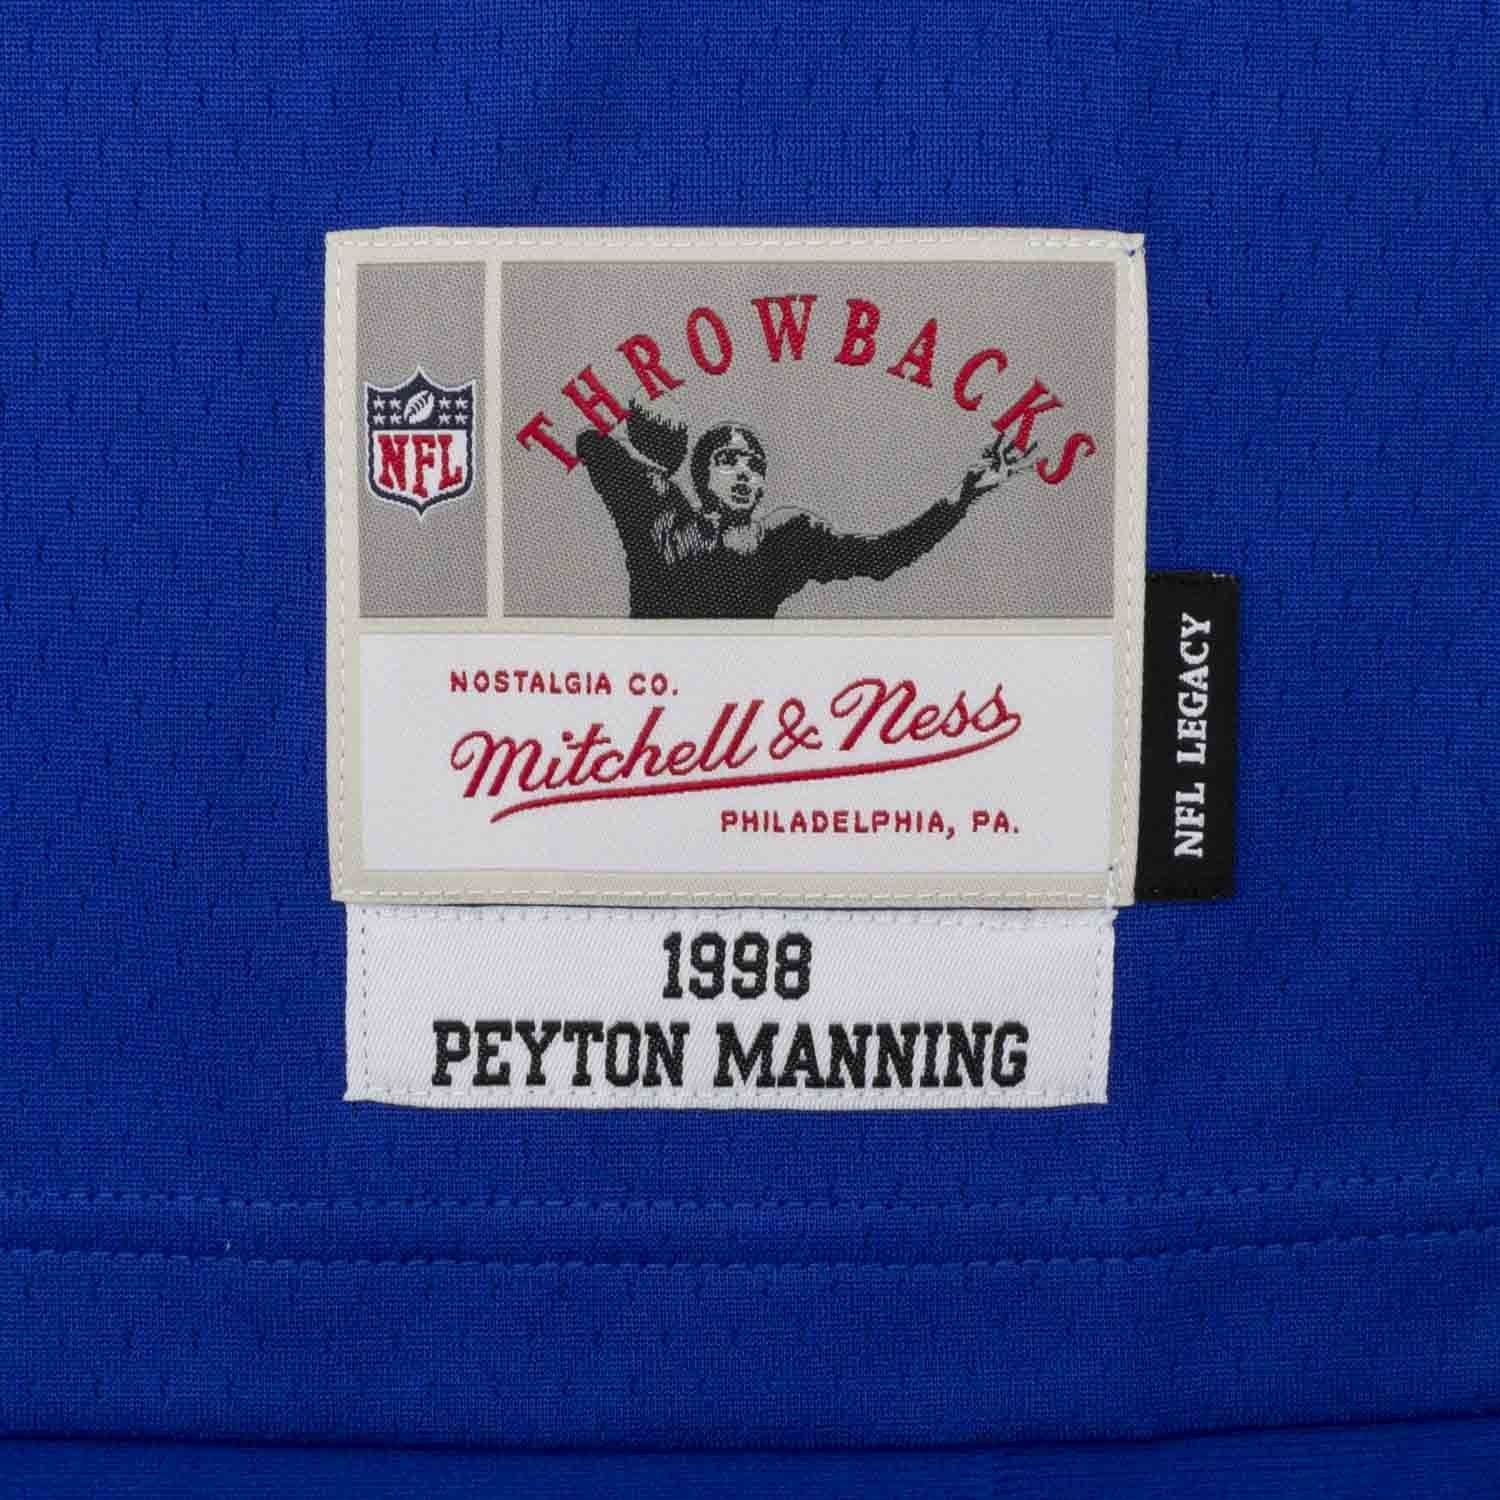 THROWBACKS
NFL
NOSTALGIA CO.
Mitchell & Ness
PHILADELPHIA, PA.
NFL LEGACY
1998
PEYTON MANNING